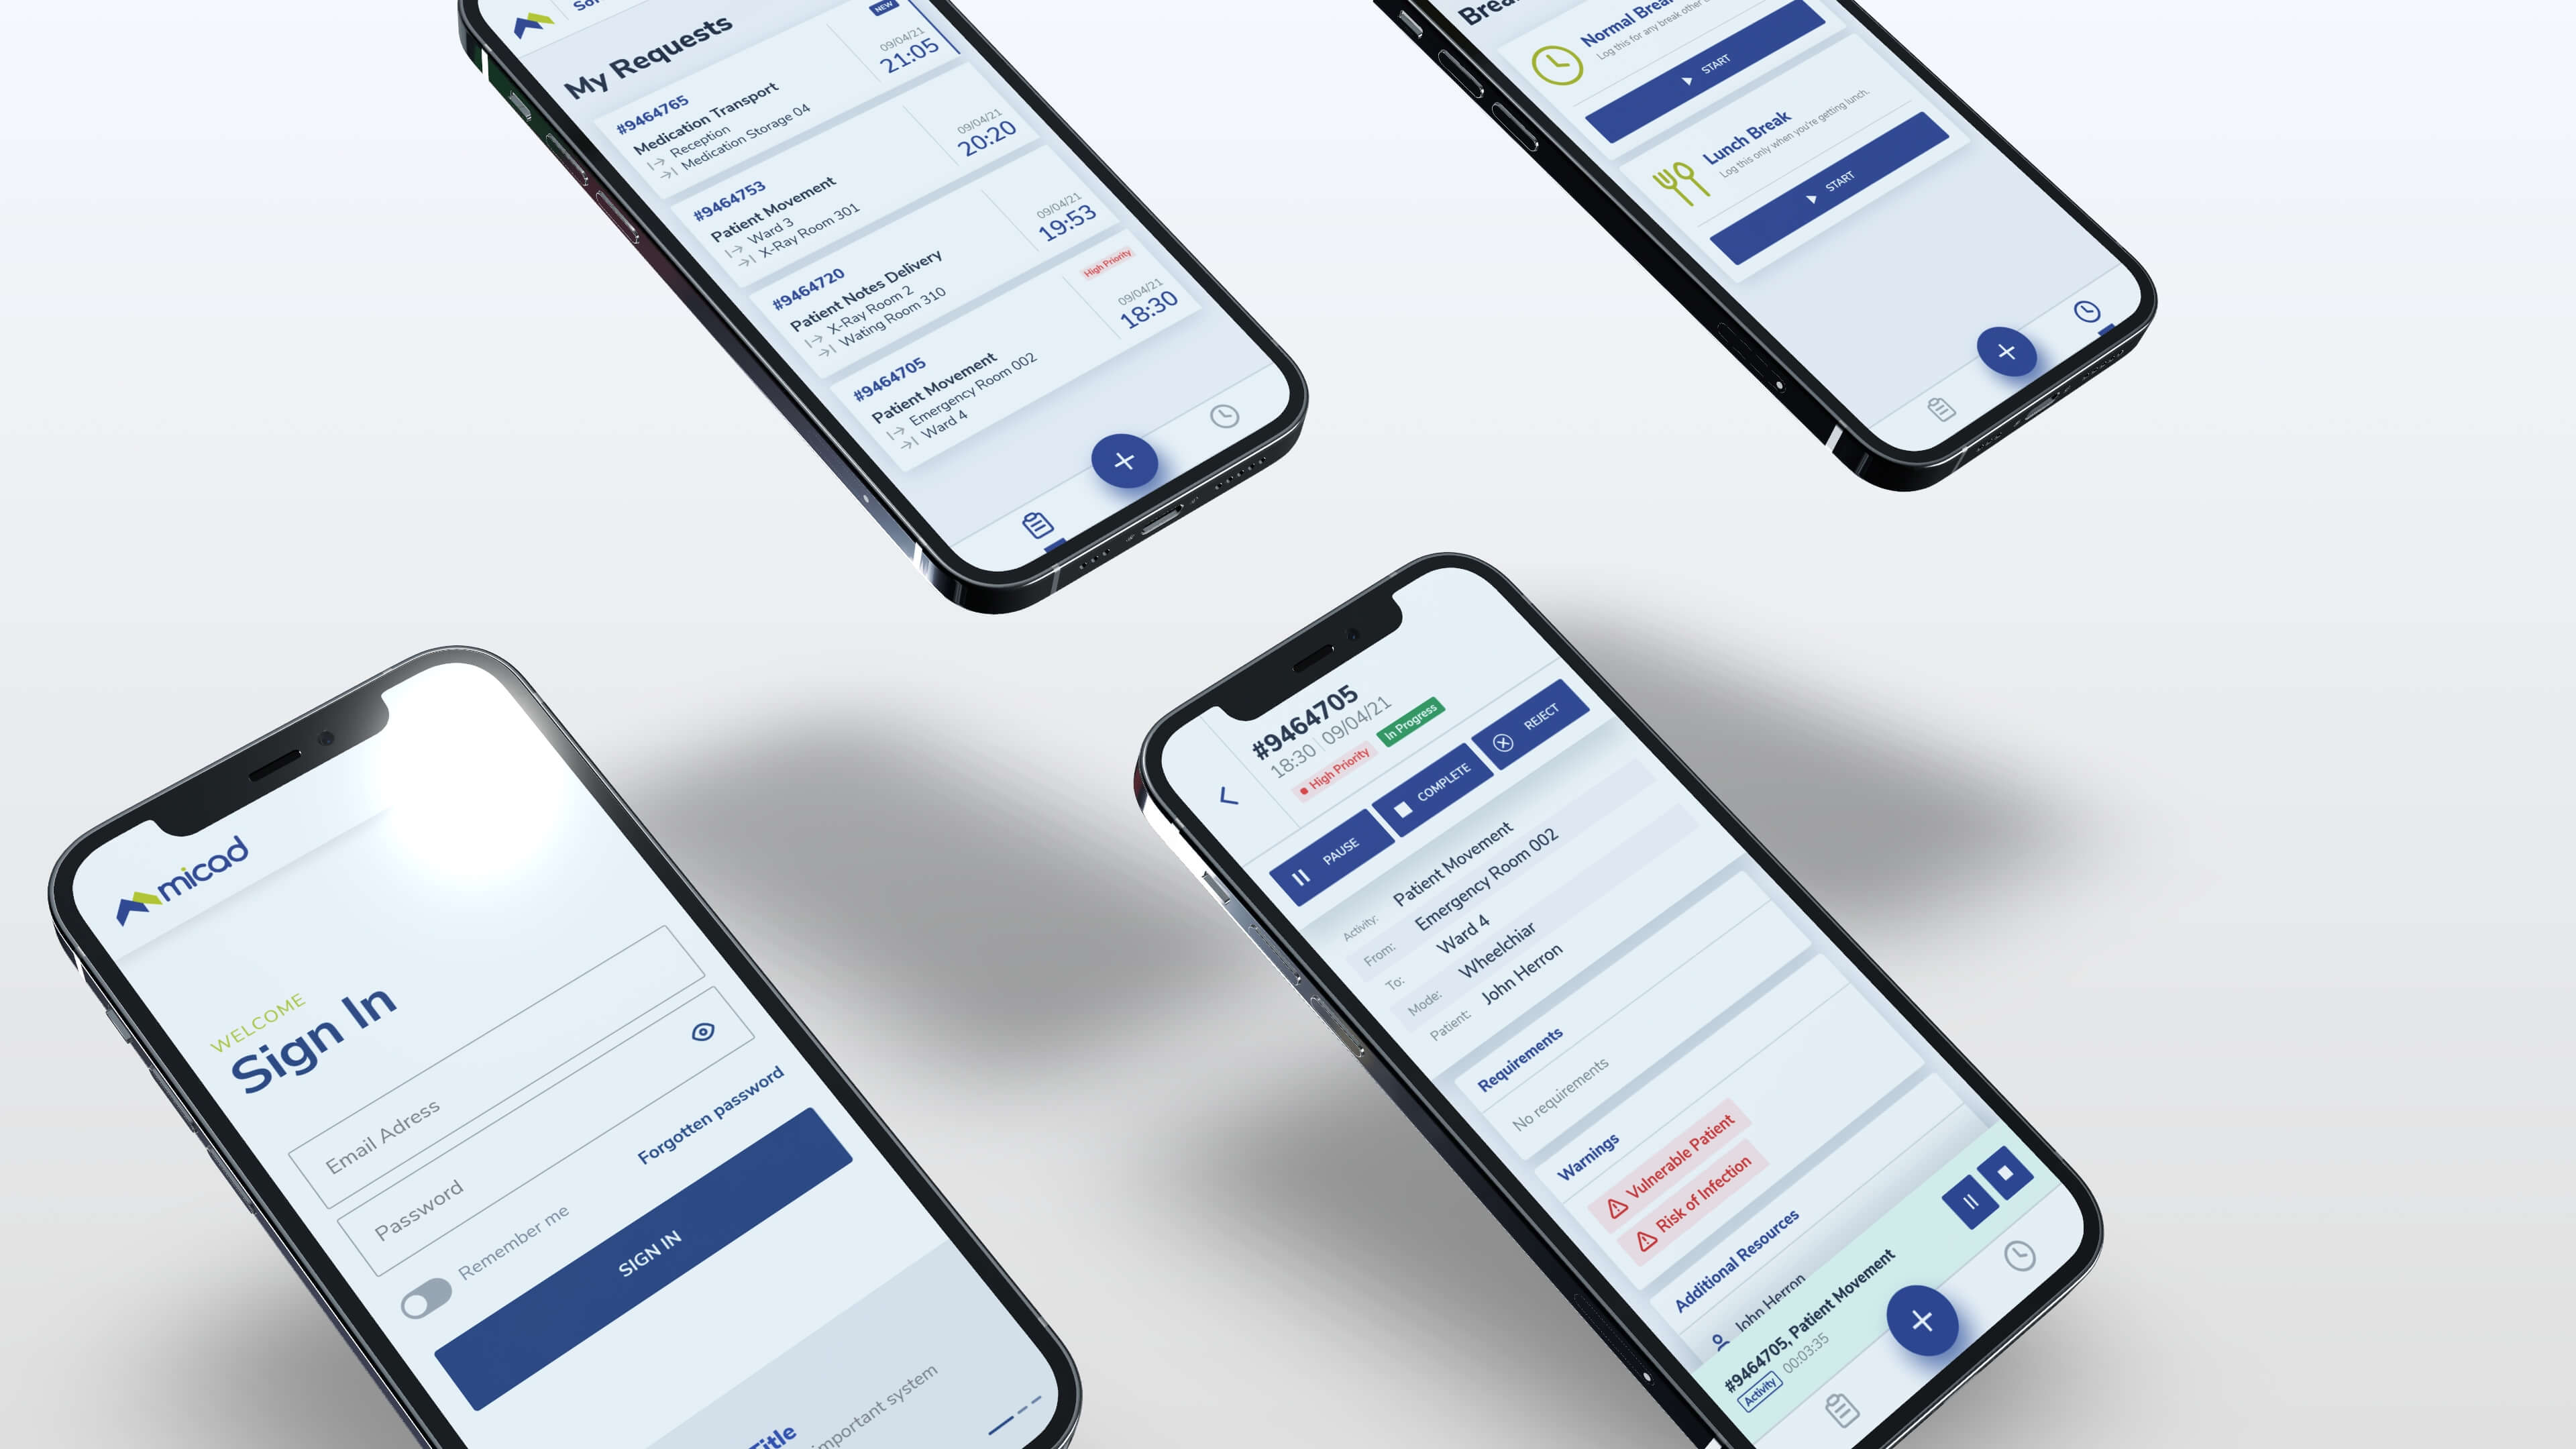 My Requests
NEW
#9464765
Medication Transport
Reception
Medication Storage 04
09/04/21
21:05
#9464753
Patient Movement
Ward 3
X-Ray Room 301
09/04/21
20:20
#9464720
Patient Notes Delivery
X-Ray Room 2
Wating Room 310
09/04/21
19:53
#9464705
Patient Movement
Emergency Room 002
Ward 4
High Priority
09/04/21
18:30
Normal Break
Log this for any break other
START
Lunch Break
Log this only when you're getting lunch.
START
micad
WELCOME
Sign In
Email Adress
Password
Remember me
Forgotten password
SIGN IN
Title
important system
#9464705
18:30 09/04/21
High Priority
In Progress
PAUSE
COMPLETE
REJECT
Activity: Patient Movement
From: Emergency Room 002
To: Ward 4
Mode: Wheelchiar
Patient: John Herron
Requirements
No requirements
Warnings
Vulnerable Patient
Risk of Infection
Additional Resources
John Herron
#9464705, Patient Movement
Activity 00:03:35